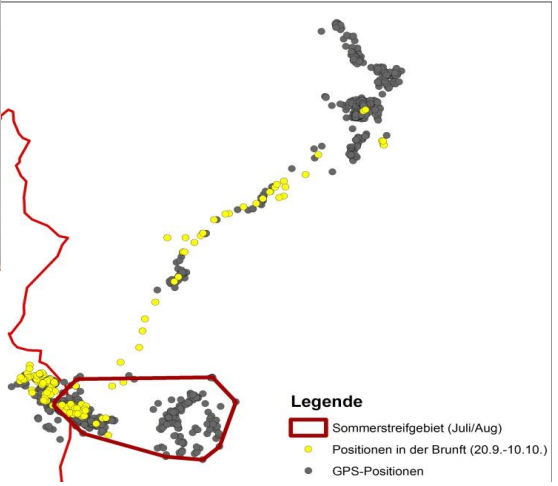 Legende
Sommerstreifgebiet (Juli/Aug)
Positionen in der Brunft (20.9.-10.10.)
GPS-Positionen